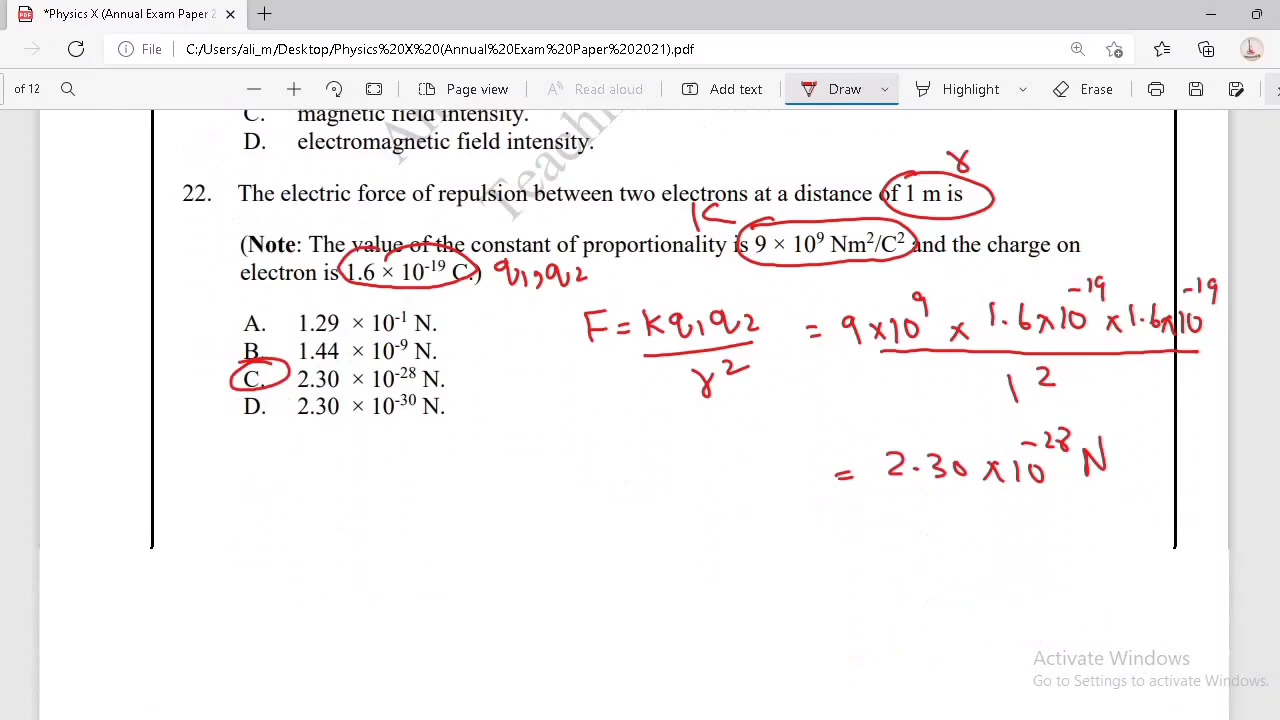 *Physics X (Annual Exam Paper 2
File C:/Users/ali_m/Desktop/Physics%20X%20(Annual%20Exam%20Paper%202021).pdf
of 12 Page view Read aloud Add text Draw Highlight Erase
C. magnetic field intensity.
D. electromagnetic field intensity.
Teachi
r
22. The electric force of repulsion between two electrons at a distance of 1 m is
K
(Note: The value of the constant of proportionality is 9 × 10⁹ Nm²/C² and the charge on
electron is 1.6 × 10⁻¹⁹ C.) q₁,q₂
A. 1.29 × 10⁻¹ N.
B. 1.44 × 10⁻⁹ N.
C. 2.30 × 10⁻²⁸ N.
D. 2.30 × 10⁻³⁰ N.
F = Kq₁q₂ / r² = 9×10⁹ × 1.6×10⁻¹⁹ × 1.6×10⁻¹⁹ / 1²
= 2.30 ×10⁻²⁸ N
Activate Windows
Go to Settings to activate Windows.